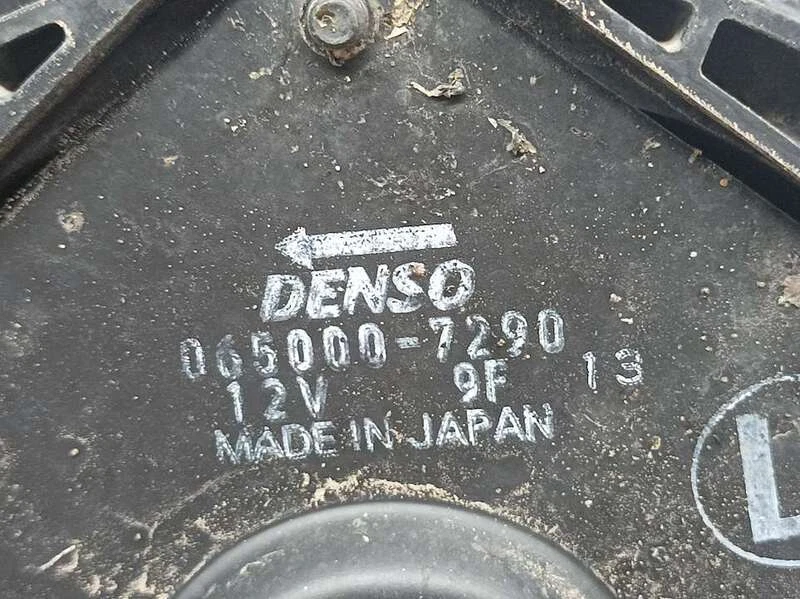 DENSO
065000-7290
12V 9F 13
MADE IN JAPAN
L